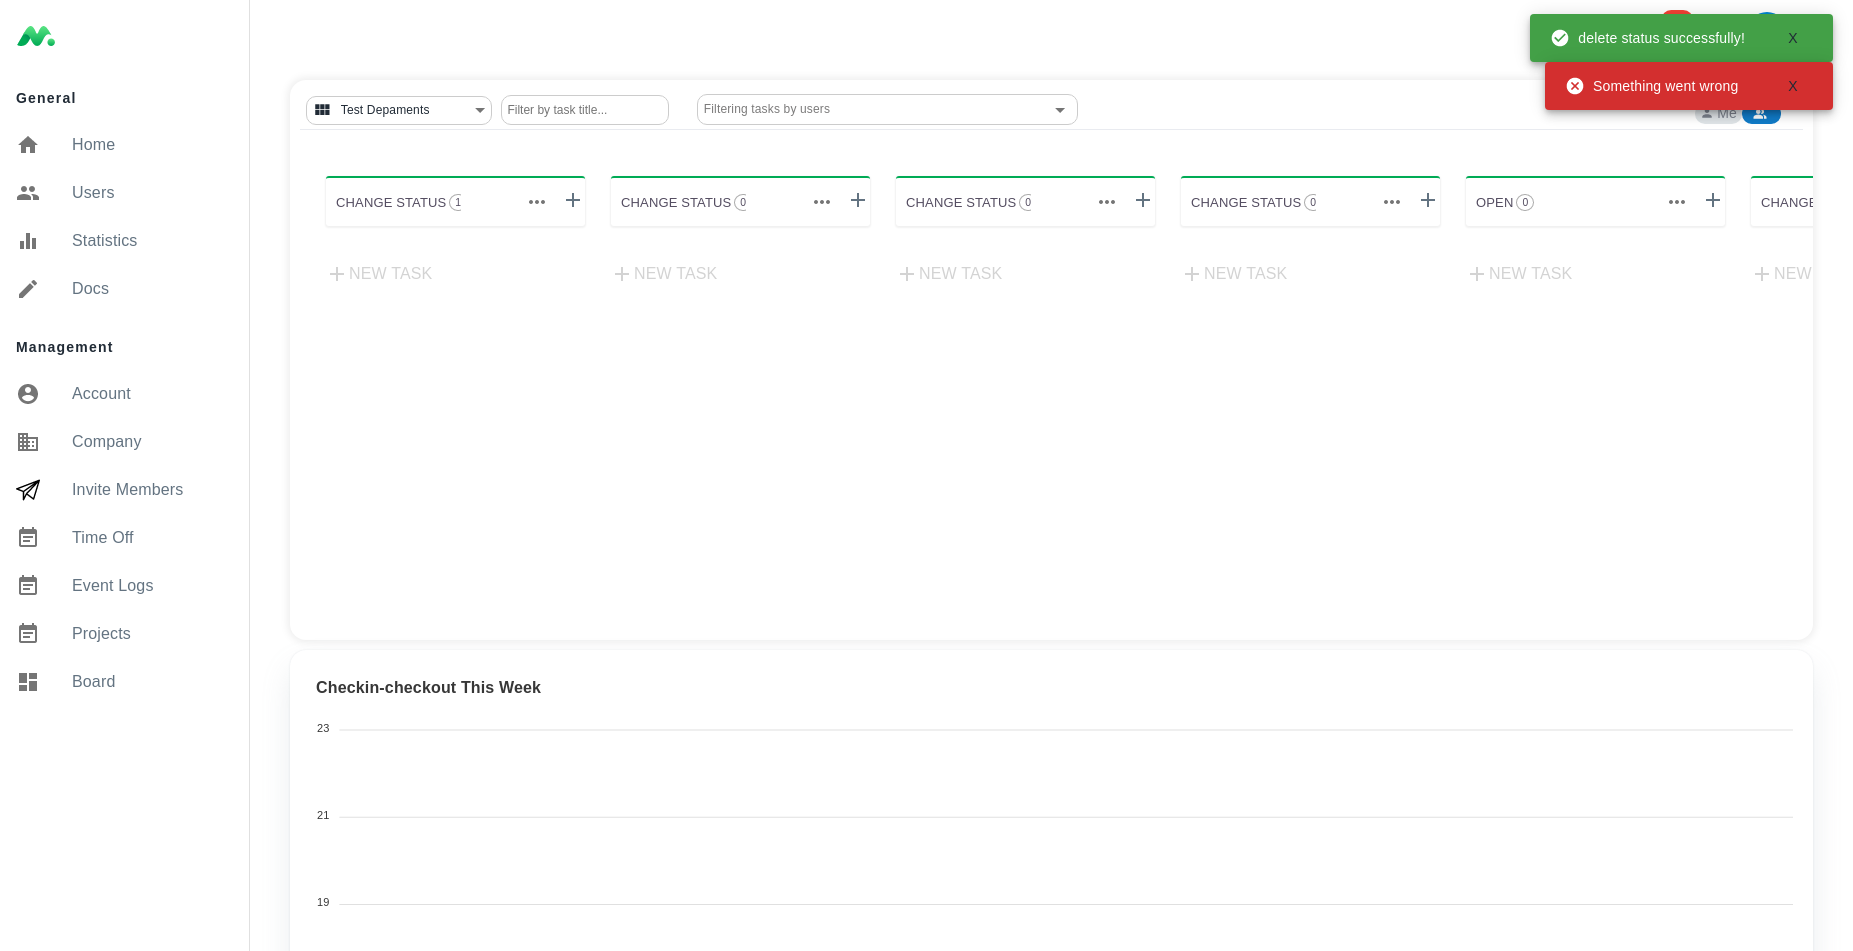 General
Home
Users
Statistics
Docs
Management
Account
Company
Invite Members
Time Off
Event Logs
Projects
Board
delete status successfully! X
Something went wrong X
Test Depaments Filter by task title... Filtering tasks by users
Me
CHANGE STATUS 1 CHANGE STATUS 0 CHANGE STATUS 0 CHANGE STATUS 0 OPEN 0 CHANGE
NEW TASK NEW TASK NEW TASK NEW TASK NEW TASK NEW
Checkin-checkout This Week
23
21
19